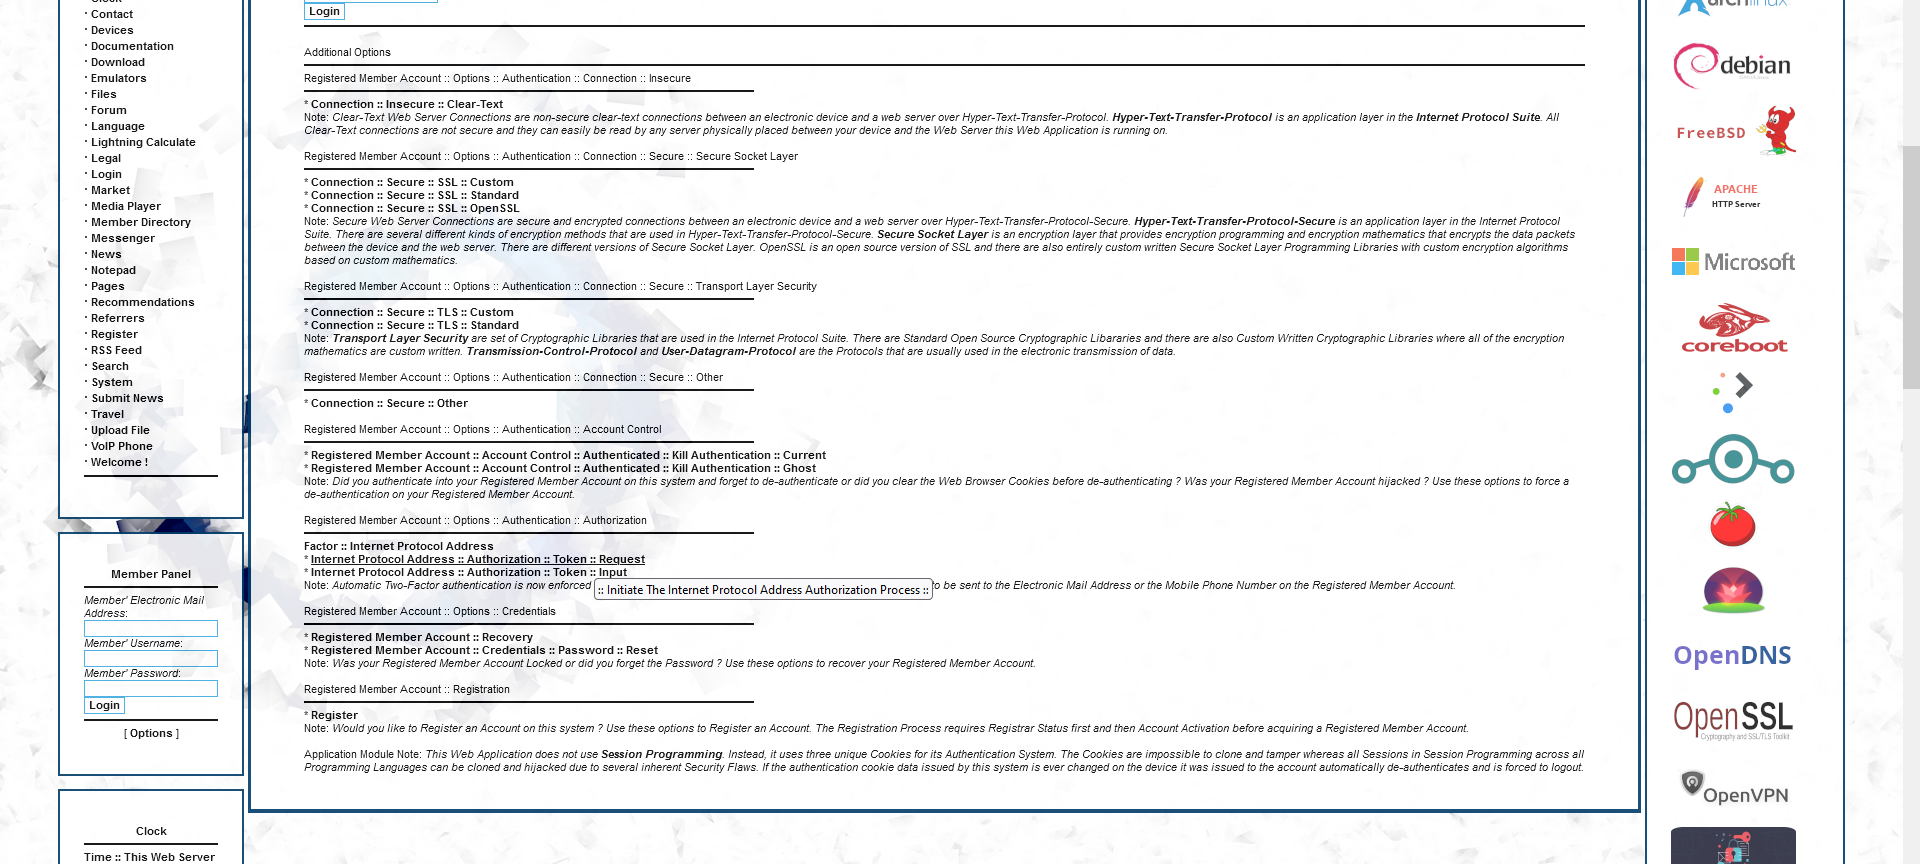 · Contact
· Devices
· Documentation
· Download
· Emulators
· Files
· Forum
· Language
· Lightning Calculate
· Legal
· Login
· Market
· Media Player
· Member Directory
· Messenger
· News
· Notepad
· Pages
· Recommendations
· Referrers
· Register
· RSS Feed
· Search
· System
· Submit News
· Travel
· Upload File
· VoIP Phone
· Welcome !
Member Panel
Member' Electronic Mail
Address:
Member' Username:
Member' Password:
Login
[ Options ]
Clock
Time :: This Web Server
Login
Additional Options
Registered Member Account :: Options :: Authentication :: Connection :: Insecure
* Connection :: Insecure :: Clear-Text
Note: Clear-Text Web Server Connections are non-secure clear-text connections between an electronic device and a web server over Hyper-Text-Transfer-Protocol. Hyper-Text-Transfer-Protocol is an application layer in the Internet Protocol Suite. All
Clear-Text connections are not secure and they can easily be read by any server physically placed between your device and the Web Server this Web Application is running on.
Registered Member Account :: Options :: Authentication :: Connection :: Secure :: Secure Socket Layer
* Connection :: Secure :: SSL :: Custom
* Connection :: Secure :: SSL :: Standard
* Connection :: Secure :: SSL :: OpenSSL
Note: Secure Web Server Connections are secure and encrypted connections between an electronic device and a web server over Hyper-Text-Transfer-Protocol-Secure. Hyper-Text-Transfer-Protocol-Secure is an application layer in the Internet Protocol
Suite. There are several different kinds of encryption methods that are used in Hyper-Text-Transfer-Protocol-Secure. Secure Socket Layer is an encryption layer that provides encryption programming and encryption mathematics that encrypts the data packets
between the device and the web server. There are different versions of Secure Socket Layer. OpenSSL is an open source version of SSL and there are also entirely custom written Secure Socket Layer Programming Libraries with custom encryption algorithms
based on custom mathematics.
Registered Member Account :: Options :: Authentication :: Connection :: Secure :: Transport Layer Security
* Connection :: Secure :: TLS :: Custom
* Connection :: Secure :: TLS :: Standard
Note: Transport Layer Security are set of Cryptographic Libraries that are used in the Internet Protocol Suite. There are Standard Open Source Cryptographic Librararies and there are also Custom Written Cryptographic Libraries where all of the encryption
mathematics are custom written. Transmission-Control-Protocol and User-Datagram-Protocol are the Protocols that are usually used in the electronic transmission of data.
Registered Member Account :: Options :: Authentication :: Connection :: Secure :: Other
* Connection :: Secure :: Other
Registered Member Account :: Options :: Authentication :: Account Control
* Registered Member Account :: Account Control :: Authenticated :: Kill Authentication :: Current
* Registered Member Account :: Account Control :: Authenticated :: Kill Authentication :: Ghost
Note: Did you authenticate into your Registered Member Account on this system and forget to de-authenticate or did you clear the Web Browser Cookies before de-authenticating ? Was your Registered Member Account hijacked ? Use these options to force a
de-authentication on your Registered Member Account.
Registered Member Account :: Options :: Authentication :: Authorization
Factor :: Internet Protocol Address
* Internet Protocol Address :: Authorization :: Token :: Request
* Internet Protocol Address :: Authorization :: Token :: Input
Note: Automatic Two-Factor authentication is now enforced
:: Initiate The Internet Protocol Address Authorization Process ::
to be sent to the Electronic Mail Address or the Mobile Phone Number on the Registered Member Account.
Registered Member Account :: Options :: Credentials
* Registered Member Account :: Recovery
* Registered Member Account :: Credentials :: Password :: Reset
Note: Was your Registered Member Account Locked or did you forget the Password ? Use these options to recover your Registered Member Account.
Registered Member Account :: Registration
* Register
Note: Would you like to Register an Account on this system ? Use these options to Register an Account. The Registration Process requires Registrar Status first and then Account Activation before acquiring a Registered Member Account.
Application Module Note: This Web Application does not use Session Programming. Instead, it uses three unique Cookies for its Authentication System. The Cookies are impossible to clone and tamper whereas all Sessions in Session Programming across all
Programming Languages can be cloned and hijacked due to several inherent Security Flaws. If the authentication cookie data issued by this system is ever changed on the device it was issued to the account automatically de-authenticates and is forced to logout.
debian
FreeBSD
APACHE
HTTP Server
Microsoft
coreboot
OpenDNS
OpenSSL
Cryptography and SSL/TLS Toolkit
OpenVPN